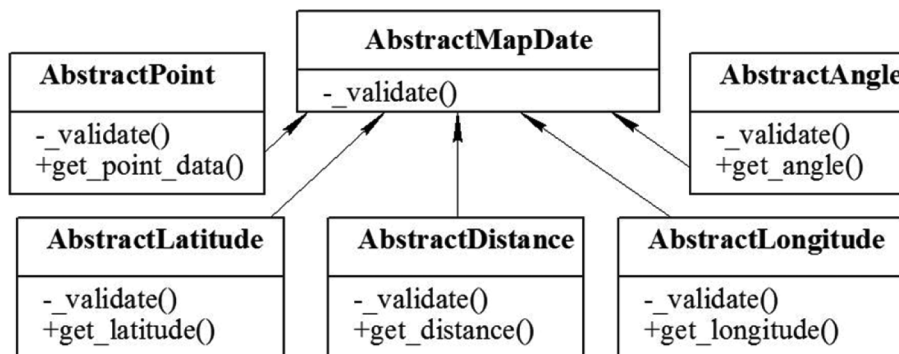 AbstractMapDate
-_validate()
AbstractPoint
-_validate()
+get_point_data()
AbstractAngle
-_validate()
+get_angle()
AbstractLatitude
-_validate()
+get_latitude()
AbstractDistance
-_validate()
+get_distance()
AbstractLongitude
-_validate()
+get_longitude()